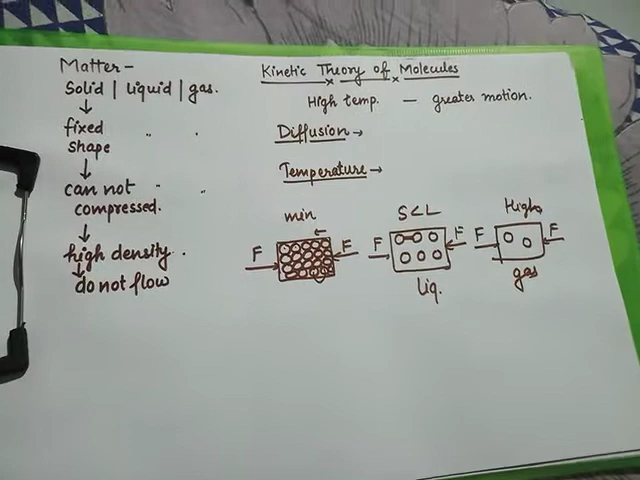 Matter-
Solid | liquid | gas.
fixed " .
shape
can not " "
compressed.
high density .
do not flow
Kinetic Theory of Molecules
High temp. - greater motion.
Diffusion →
Temperature →
min
F F
S<L
F F
liq.
High
F F
gas